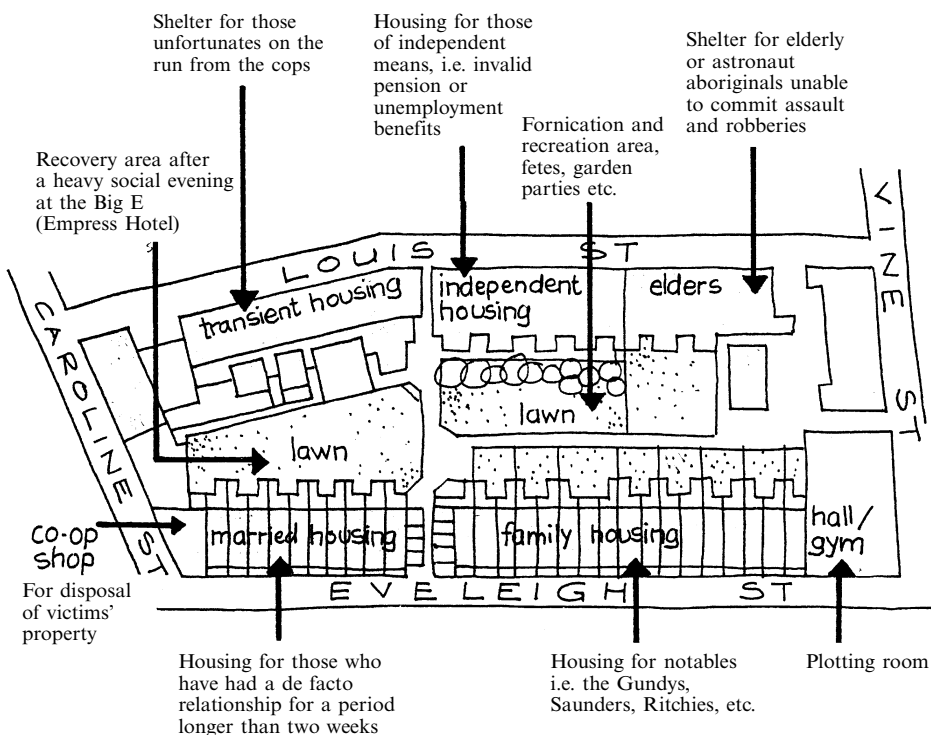 Shelter for those
unfortunates on the
run from the cops
Housing for those
of independent
means, i.e. invalid
pension or
unemployment
benefits
Shelter for elderly
or astronaut
aboriginals unable
to commit assault
and robberies
Fornication and
recreation area,
fetes, garden
parties etc.
Recovery area after
a heavy social evening
at the Big E
(Empress Hotel)
LOUIS ST
VINE ST
CAROLINE ST
transient housing
independent
housing
elders
lawn
lawn
co-op
shop
married housing
family housing
hall/
gym
EVELEIGH ST
For disposal
of victims'
property
Housing for those who
have had a de facto
relationship for a period
longer than two weeks
Housing for notables
i.e. the Gundys,
Saunders, Ritchies, etc.
Plotting room